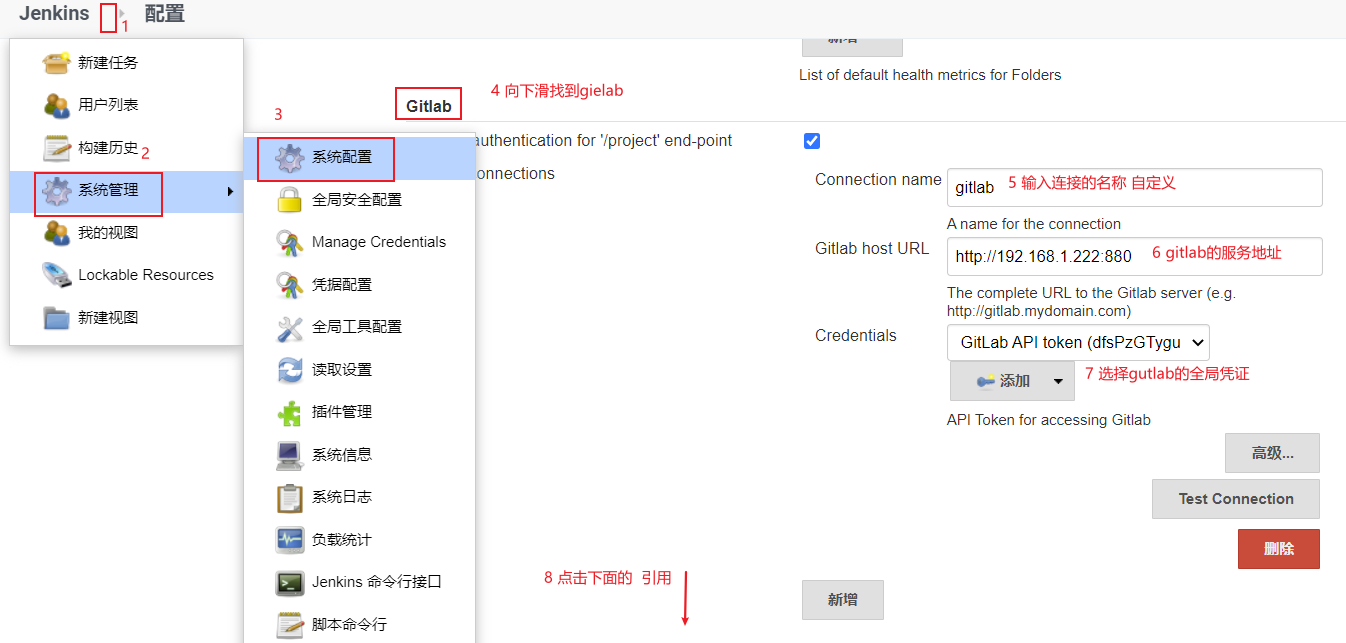 Jenkins 1 配置
新建任务
用户列表
构建历史 2
系统管理
我的视图
Lockable Resources
新建视图
3
系统配置
全局安全配置
Manage Credentials
凭据配置
全局工具配置
读取设置
插件管理
系统信息
系统日志
负载统计
Jenkins 命令行接口
脚本命令行
新增
List of default health metrics for Folders
Gitlab 4 向下滑找到gielab
authentication for '/project' end-point
onnections
Connection name gitlab 5 输入连接的名称 自定义
A name for the connection
Gitlab host URL http://192.168.1.222:880 6 gitlab的服务地址
The complete URL to the Gitlab server (e.g.
http://gitlab.mydomain.com)
Credentials GitLab API token (dfsPzGTygu
添加 7 选择gutlab的全局凭证
API Token for accessing Gitlab
高级...
Test Connection
删除
8 点击下面的 引用
新增